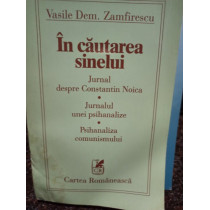 Vasile Dem. Zamfirescu
În căutarea
sinelui
Jurnal
despre Constantin Noica
Jurnalul
unei psihanalize
Psihanaliza
comunismului
Cartea Românească